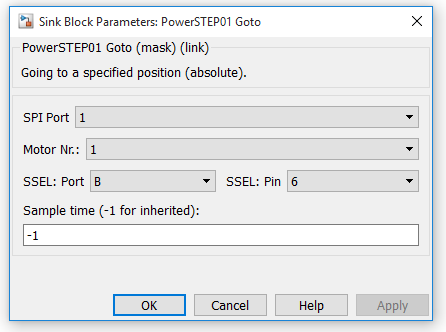 Sink Block Parameters: PowerSTEP01 Goto
PowerSTEP01 Goto (mask) (link)
Going to a specified position (absolute).
SPI Port 1
Motor Nr.: 1
SSEL: Port B SSEL: Pin 6
Sample time (-1 for inherited):
-1
OK Cancel Help Apply